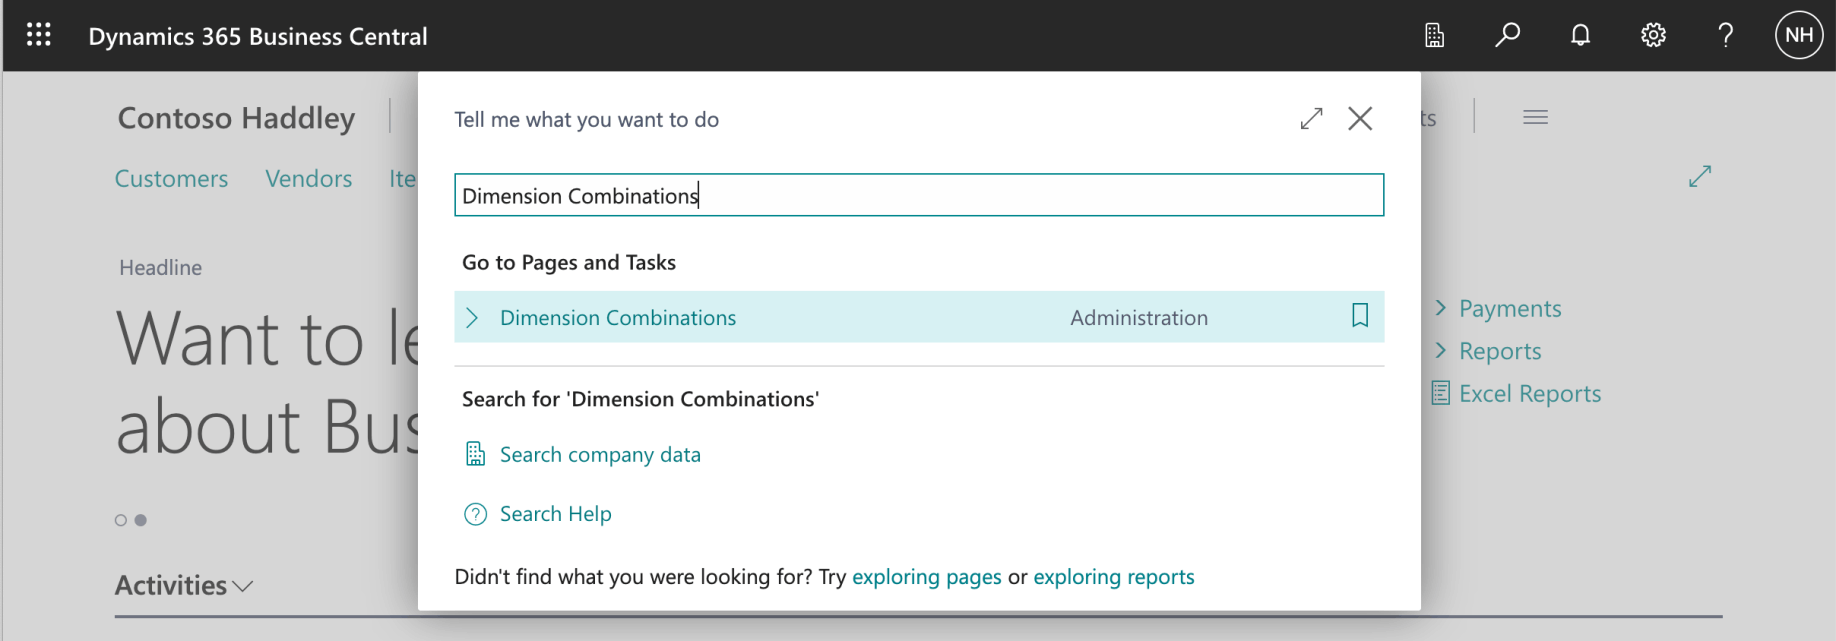 Dynamics 365 Business Central
NH
Contoso Haddley
Customers Vendors Ite
Headline
Want to le
about Bus
Activities
Tell me what you want to do
Dimension Combinations
Go to Pages and Tasks
Dimension Combinations Administration
Search for 'Dimension Combinations'
Search company data
Search Help
Didn't find what you were looking for? Try exploring pages or exploring reports
ts
Payments
Reports
Excel Reports